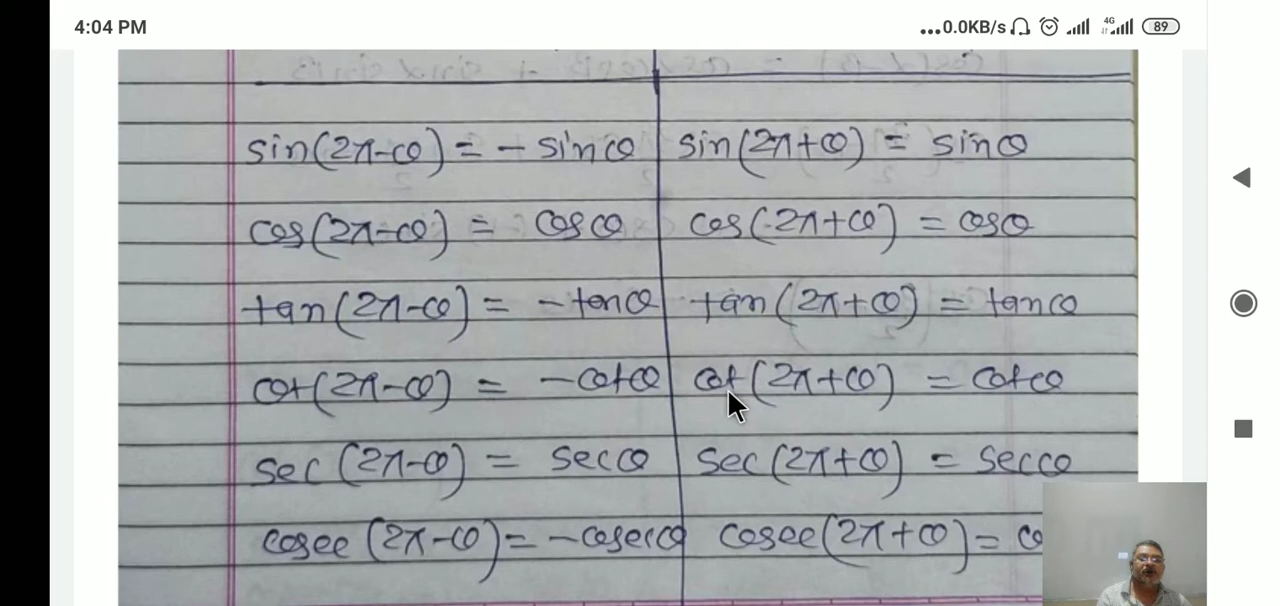 4:04 PM ...0.0KB/s 4G 89
sin(2π-θ) = - sinθ sin(2π+θ) = sinθ
cos(2π-θ) = cosθ cos(2π+θ) = cosθ
tan(2π-θ) = -tanθ tan(2π+θ) = tanθ
cot(2π-θ) = -cotθ cot(2π+θ) = cotθ
sec(2π-θ) = secθ sec(2π+θ) = secθ
cosec(2π-θ) = -cosecθ cosec(2π+θ) = co